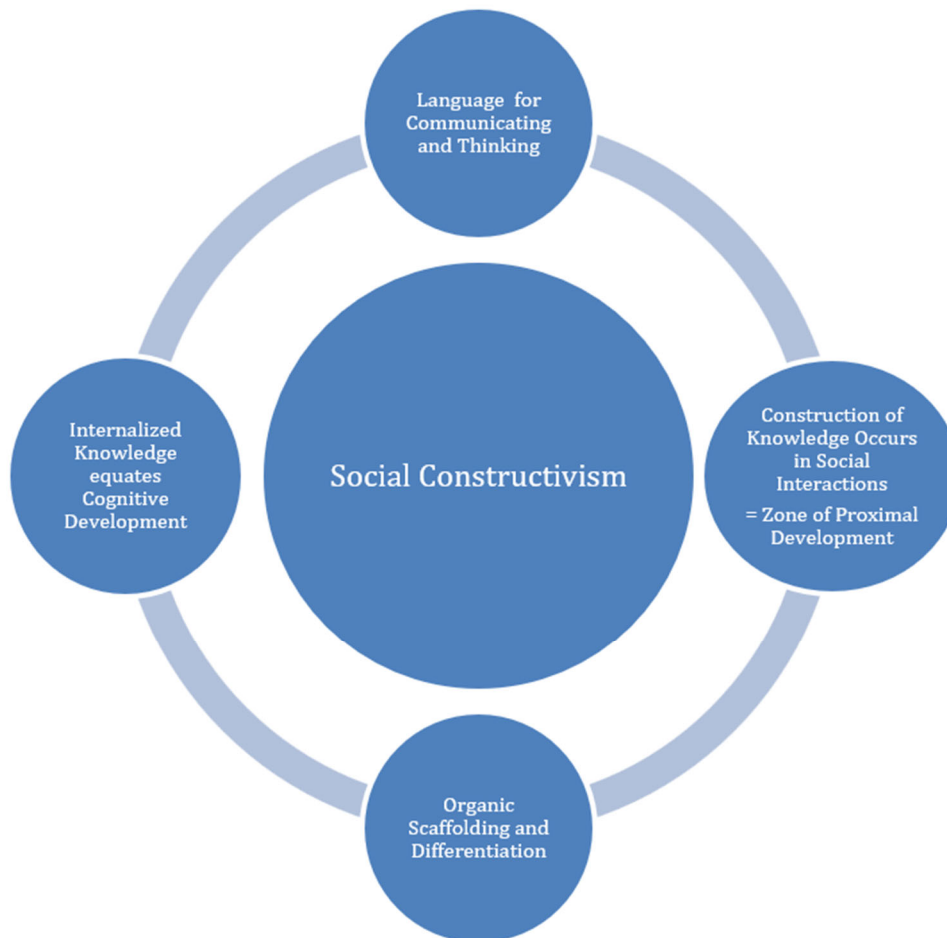 Language for
Communicating
and Thinking
Internalized
Knowledge
equates
Cognitive
Development
Social Constructivism
Construction of
Knowledge Occurs
in Social
Interactions
= Zone of Proximal
Development
Organic
Scaffolding and
Differentiation